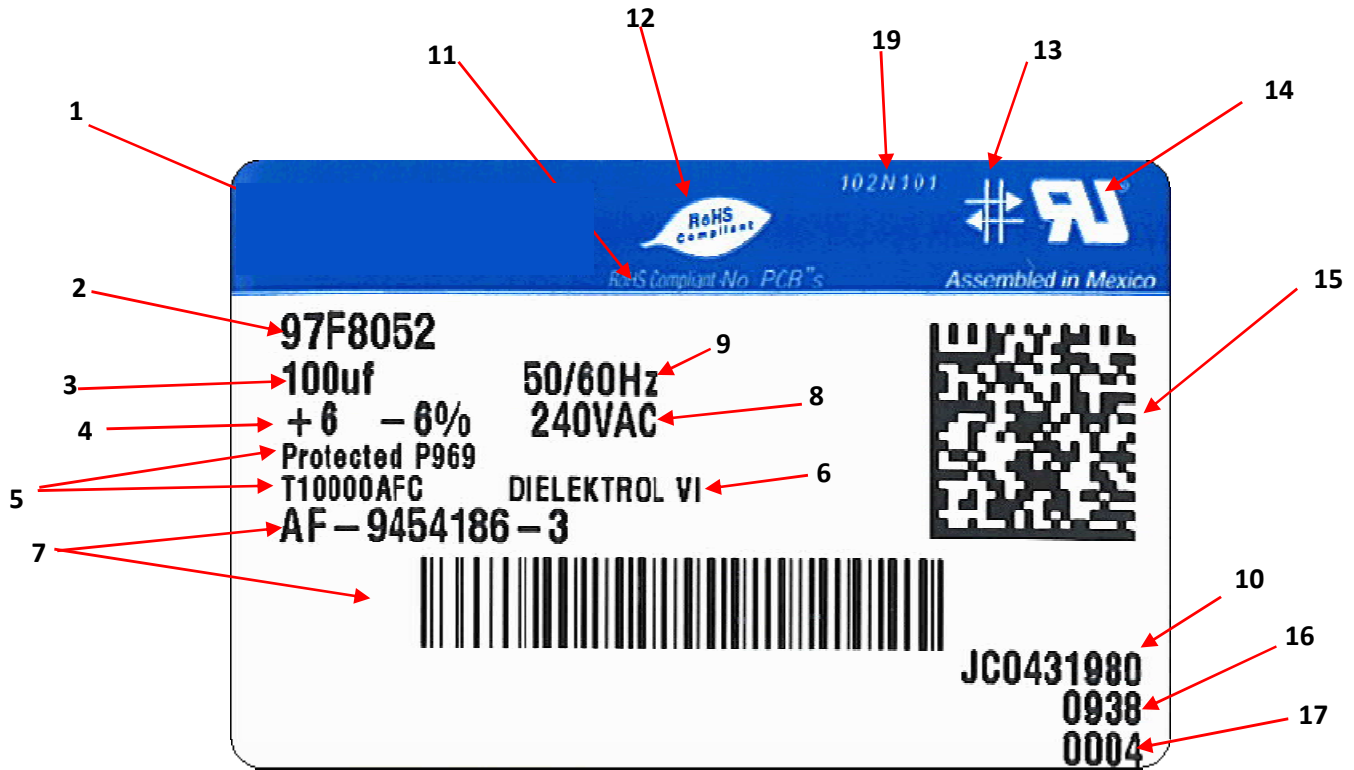 12
19
13
11
14
1
102N101
RoHS
Compliant
RU®
RoHS Compliant-No PCB"s
Assembled in Mexico
2
97F8052
15
9
3
100uf 50/60Hz
8
4
+6 -6% 240VAC
Protected P969
6
5
T10000AFC DIELEKTROL VI
AF-9454186-3
7
10
JC0431980
16
0938
17
0004